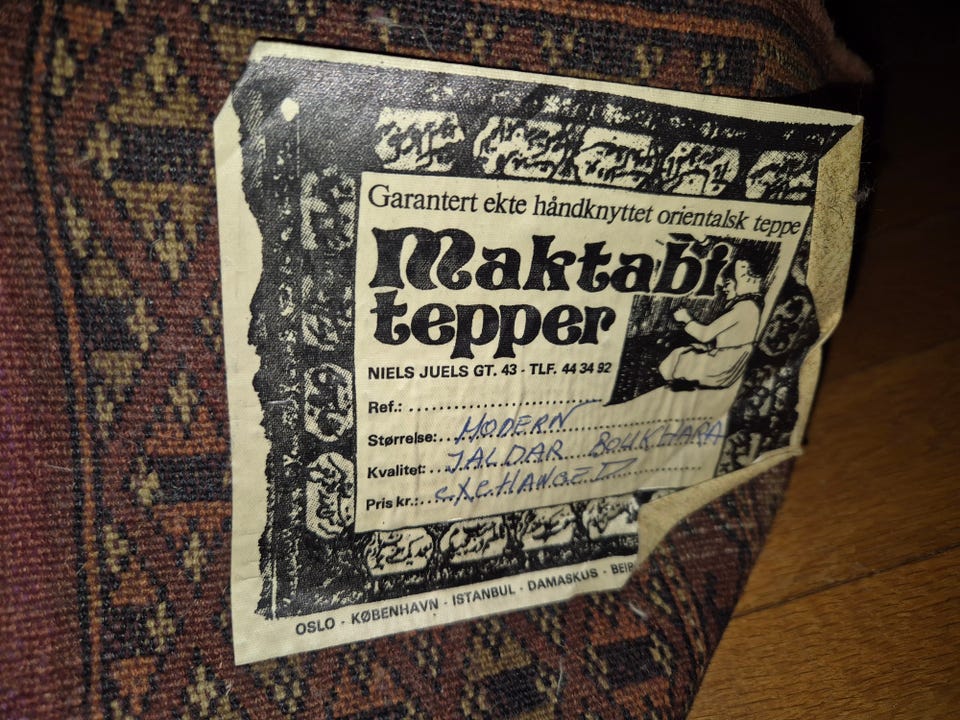 Garantert ekte håndknyttet orientalsk teppe
Maktabi
tepper
NIELS JUELS GT. 43 - TLF. 44 34 92
Ref.:
Størrelse: MODERN
Kvalitet: JALDAR BOUKHARA
Pris kr.: EXCHANGED
OSLO · KØBENHAVN · ISTANBUL · DAMASKUS ·